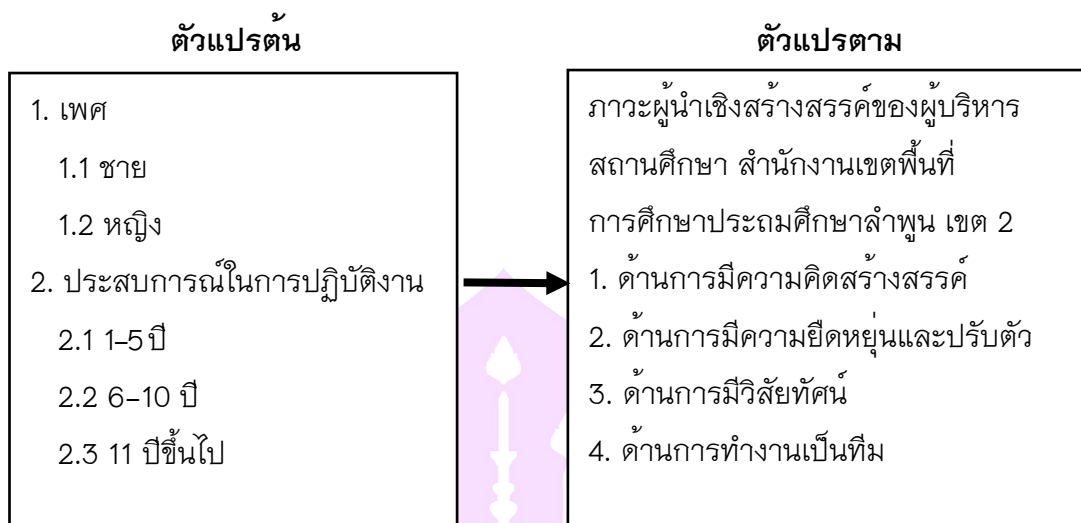 ตัวแปรต้น
1. เพศ
1.1 ชาย
1.2 หญิง
2. ประสบการณ์ในการปฏิบัติงาน
2.1 1–5 ปี
2.2 6–10 ปี
2.3 11 ปีขึ้นไป
ตัวแปรตาม
ภาวะผู้นำเชิงสร้างสรรค์ของผู้บริหาร
สถานศึกษา สำนักงานเขตพื้นที่
การศึกษาประถมศึกษาลำพูน เขต 2
1. ด้านการมีความคิดสร้างสรรค์
2. ด้านการมีความยืดหยุ่นและปรับตัว
3. ด้านการมีวิสัยทัศน์
4. ด้านการทำงานเป็นทีม